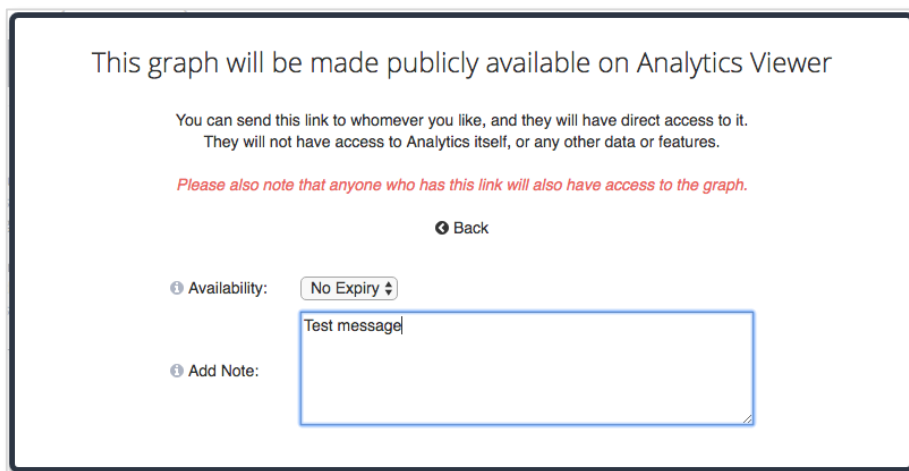 This graph will be made publicly available on Analytics Viewer
You can send this link to whomever you like, and they will have direct access to it.
They will not have access to Analytics itself, or any other data or features.
Please also note that anyone who has this link will also have access to the graph.
Back
Availability: No Expiry
Test message
Add Note: